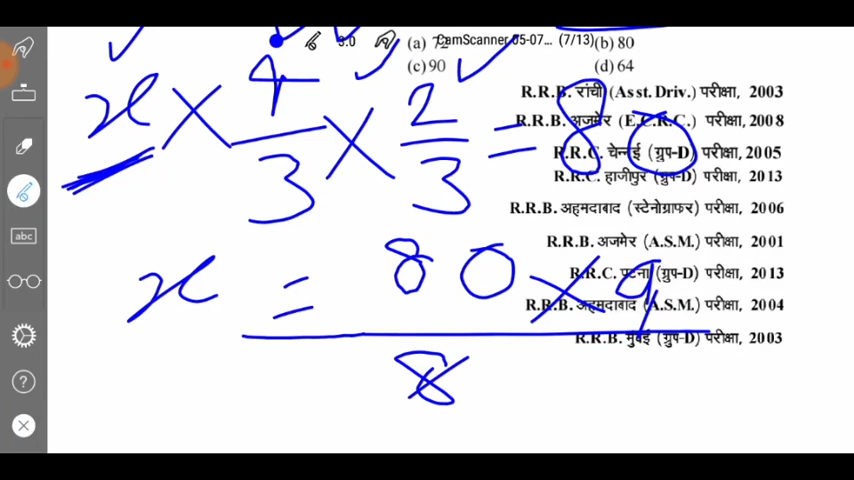 3.0 CamScanner 05-07... (7/13)
(a) 72 (b) 80
(c) 90 (d) 64
R.R.B. रांची (Asst. Driv.) परीक्षा, 2003
R.R.B. अजमेर (E.C.R.C.) परीक्षा, 2008
R.R.C. चेन्नई (ग्रुप-D) परीक्षा, 2005
R.R.C. हाजीपुर (ग्रुप-D) परीक्षा, 2013
R.R.B. अहमदाबाद (स्टेनोग्राफर) परीक्षा, 2006
R.R.B. अजमेर (A.S.M.) परीक्षा, 2001
R.R.C. पटना (ग्रुप-D) परीक्षा, 2013
R.R.B. अहमदाबाद (A.S.M.) परीक्षा, 2004
R.R.B. मुंबई (ग्रुप-D) परीक्षा, 2003
x × 4/3 × 2/3 = 80
x = 80 × 9
8
abc
?